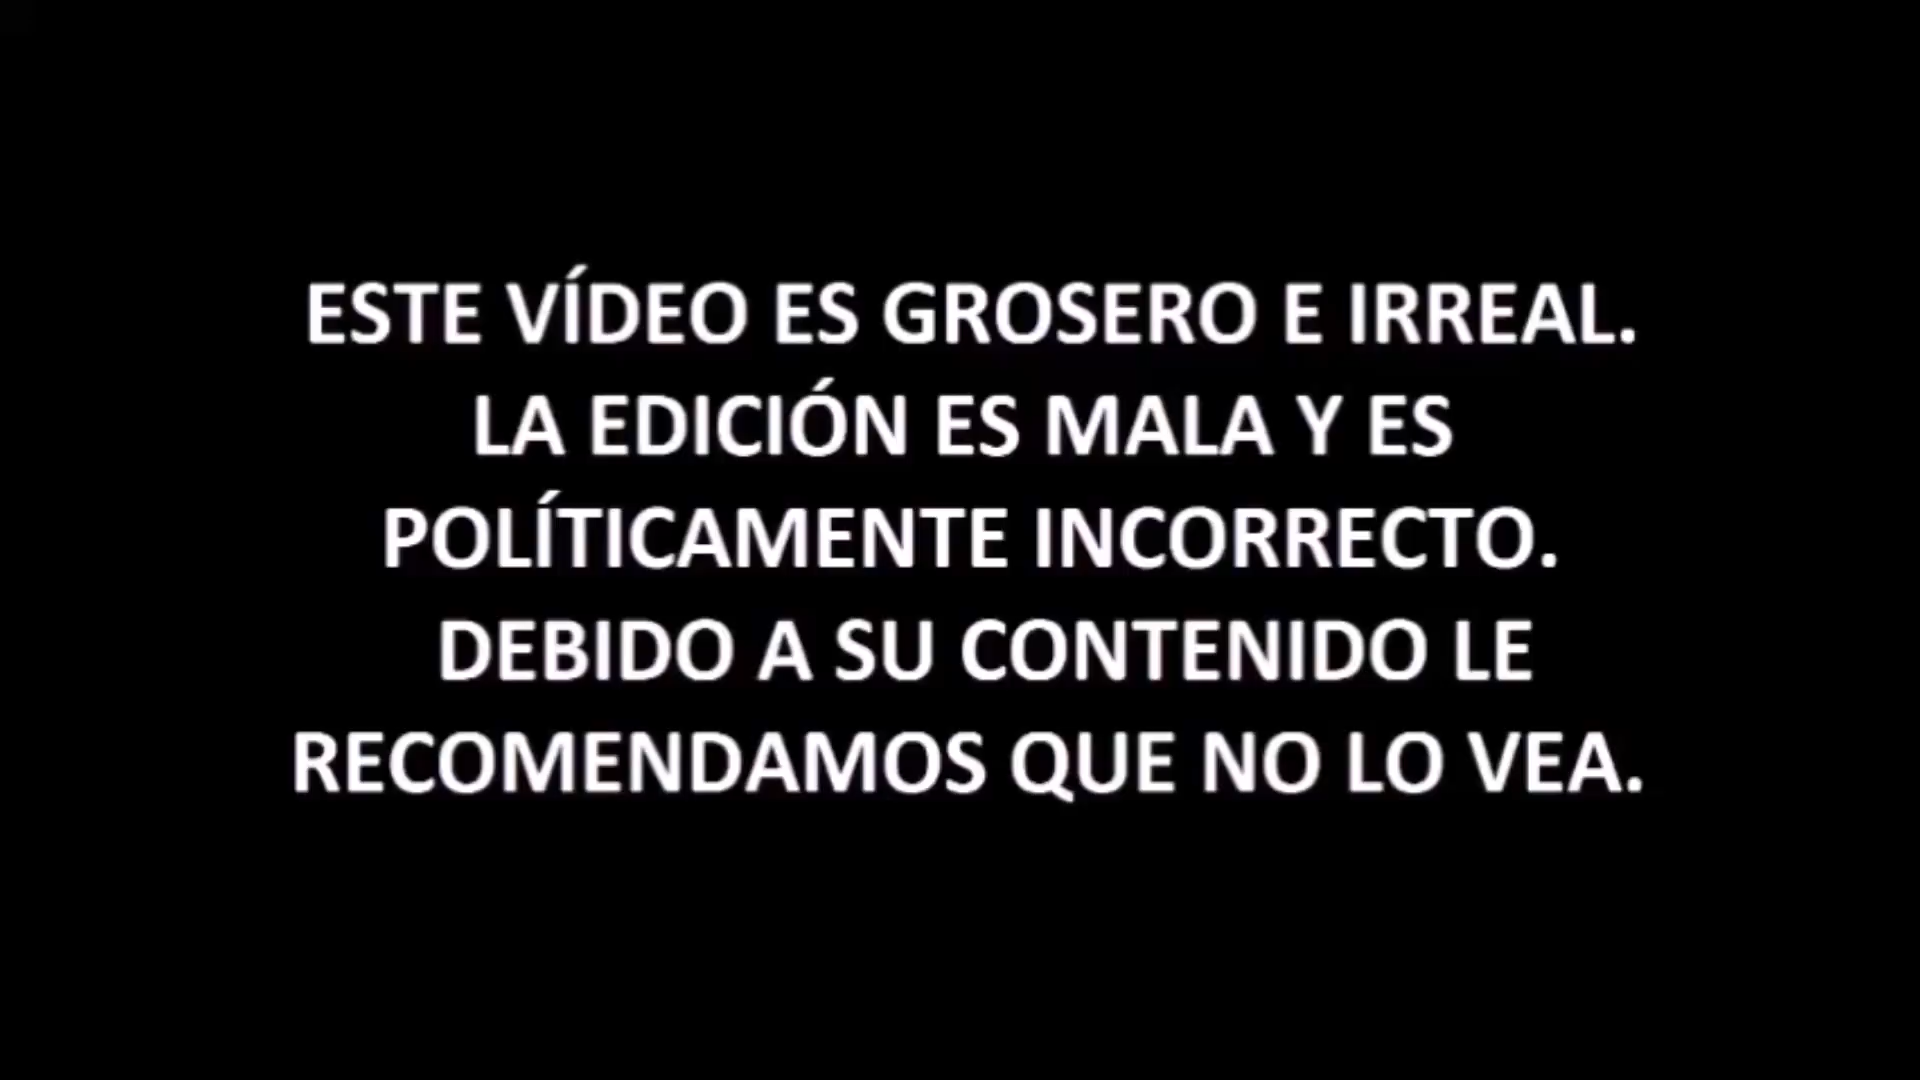 ESTE VÍDEO ES GROSERO E IRREAL.
LA EDICIÓN ES MALA Y ES
POLÍTICAMENTE INCORRECTO.
DEBIDO A SU CONTENIDO LE
RECOMENDAMOS QUE NO LO VEA.